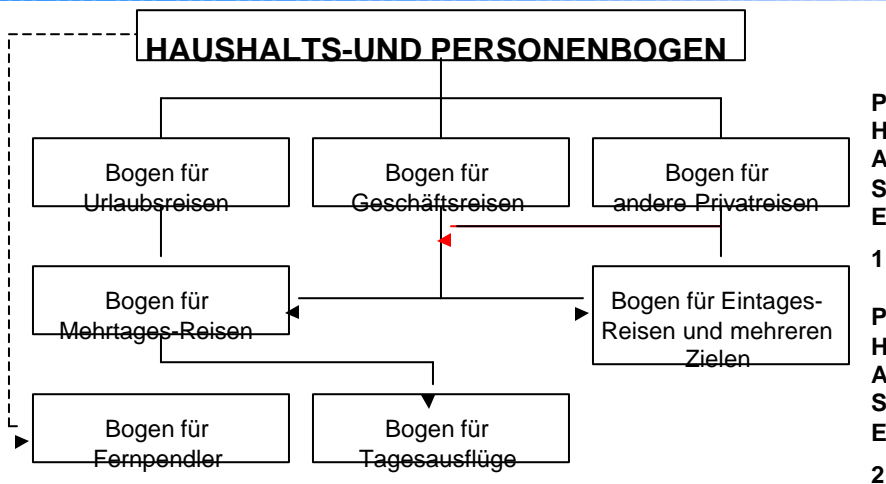 HAUSHALTS-UND PERSONENBOGEN
Bogen für
Urlaubsreisen
Bogen für
Geschäftsreisen
Bogen für
andere Privatreisen
P
H
A
S
E
1
Bogen für
Mehrtages-Reisen
Bogen für Eintages-
Reisen und mehreren
Zielen
P
H
A
S
E
2
Bogen für
Fernpendler
Bogen für
Tagesausflüge